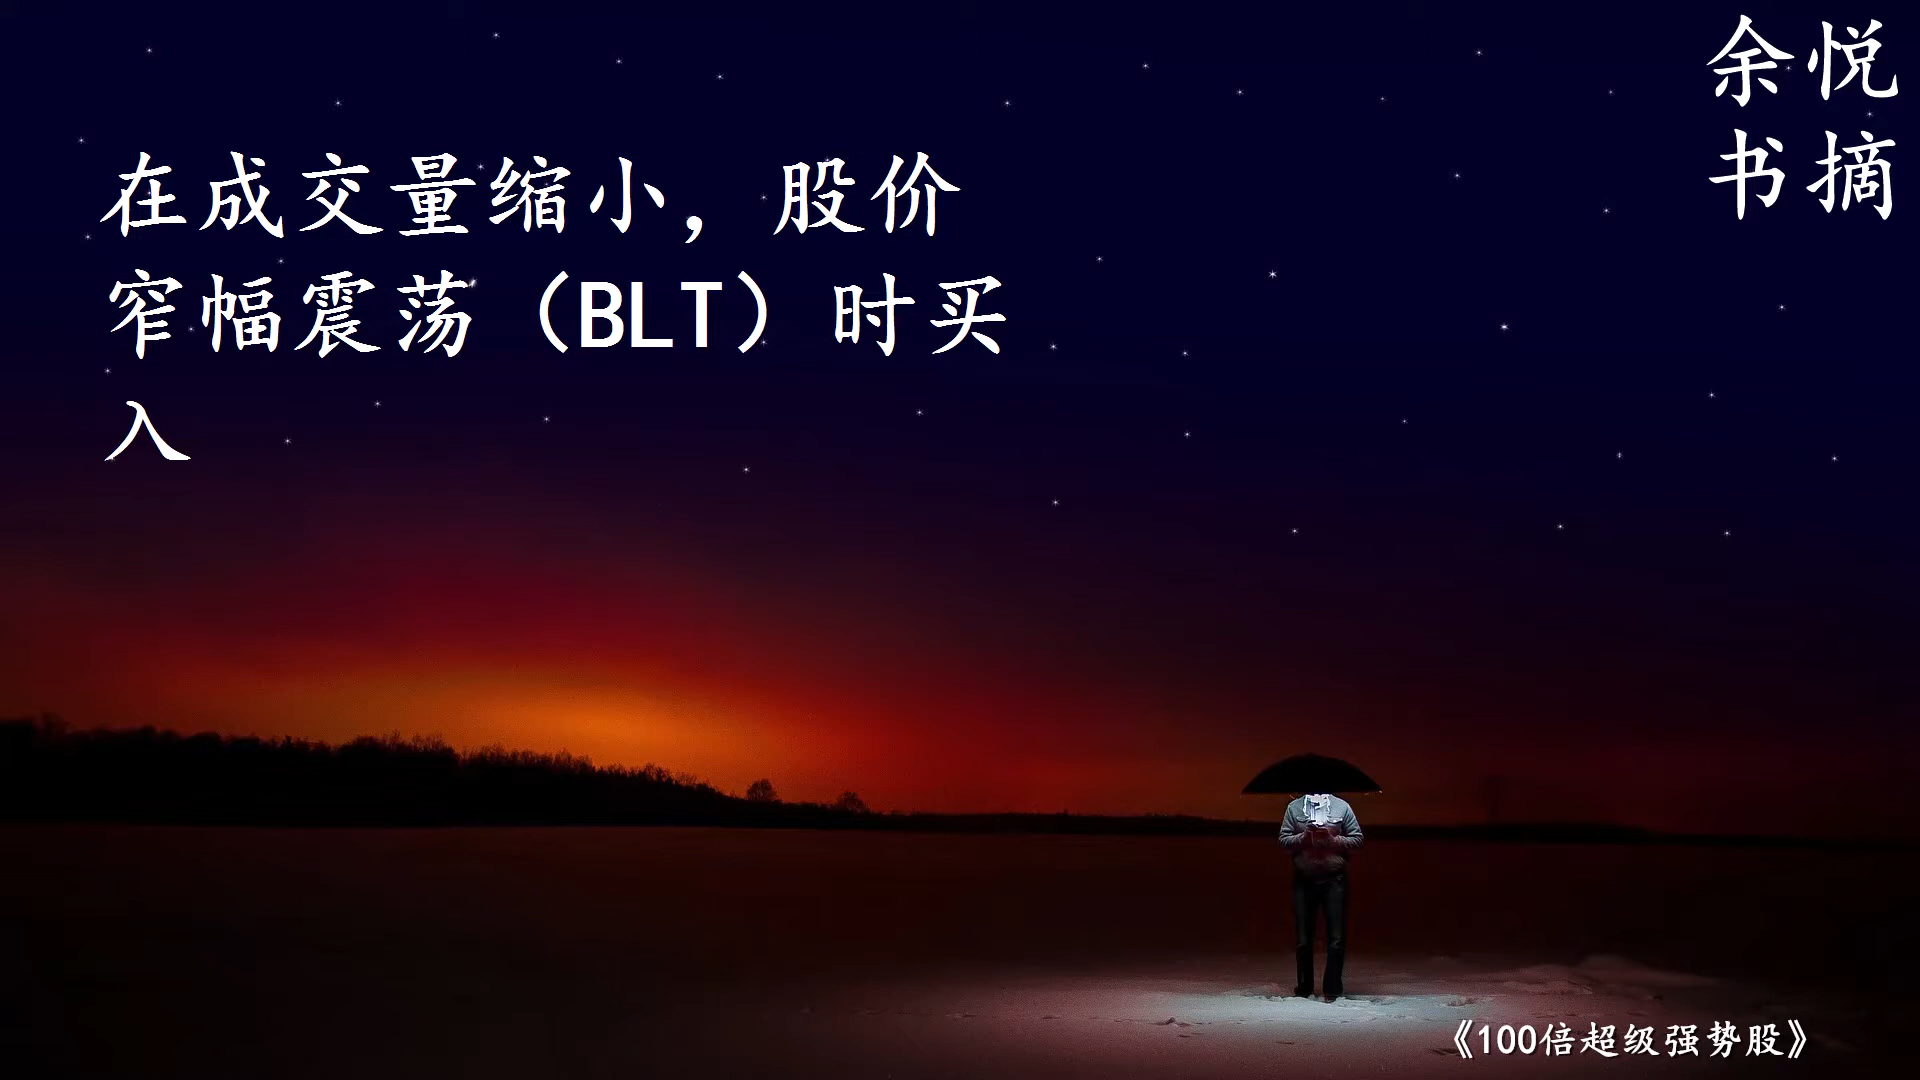 余悦
书摘
在成交量缩小，股价
窄幅震荡（BLT）时买
入
《100倍超级强势股》